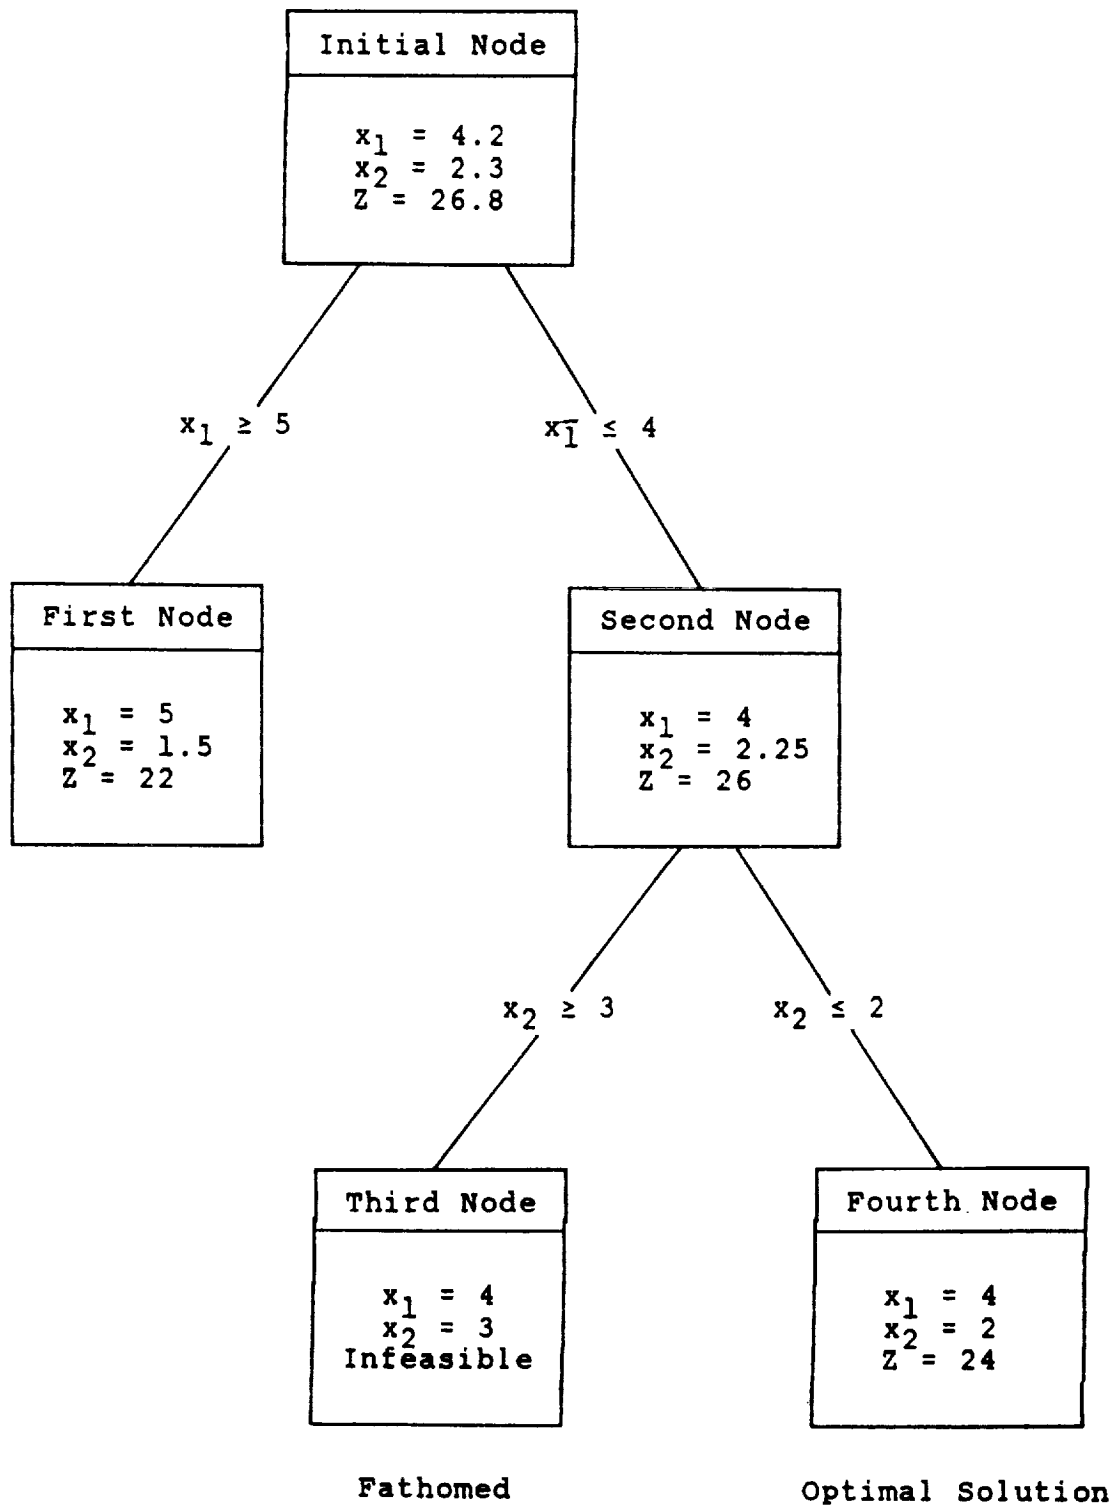 Initial Node
x1 = 4.2
x2 = 2.3
Z = 26.8
x1 ≥ 5
x1 ≤ 4
First Node
x1 = 5
x2 = 1.5
Z = 22
Second Node
x1 = 4
x2 = 2.25
Z = 26
x2 ≥ 3
x2 ≤ 2
Third Node
x1 = 4
x2 = 3
Infeasible
Fourth Node
x1 = 4
x2 = 2
Z = 24
Fathomed
Optimal Solution